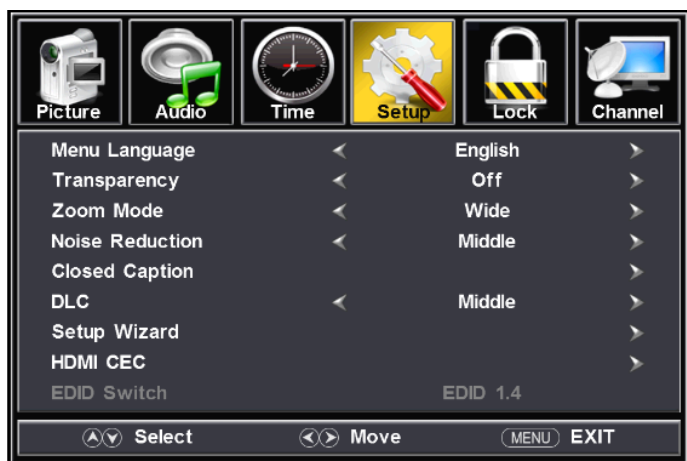 Picture Audio Time Setup Lock Channel
Menu Language English
Transparency Off
Zoom Mode Wide
Noise Reduction Middle
Closed Caption
DLC Middle
Setup Wizard
HDMI CEC
EDID Switch EDID 1.4
Select Move MENU EXIT